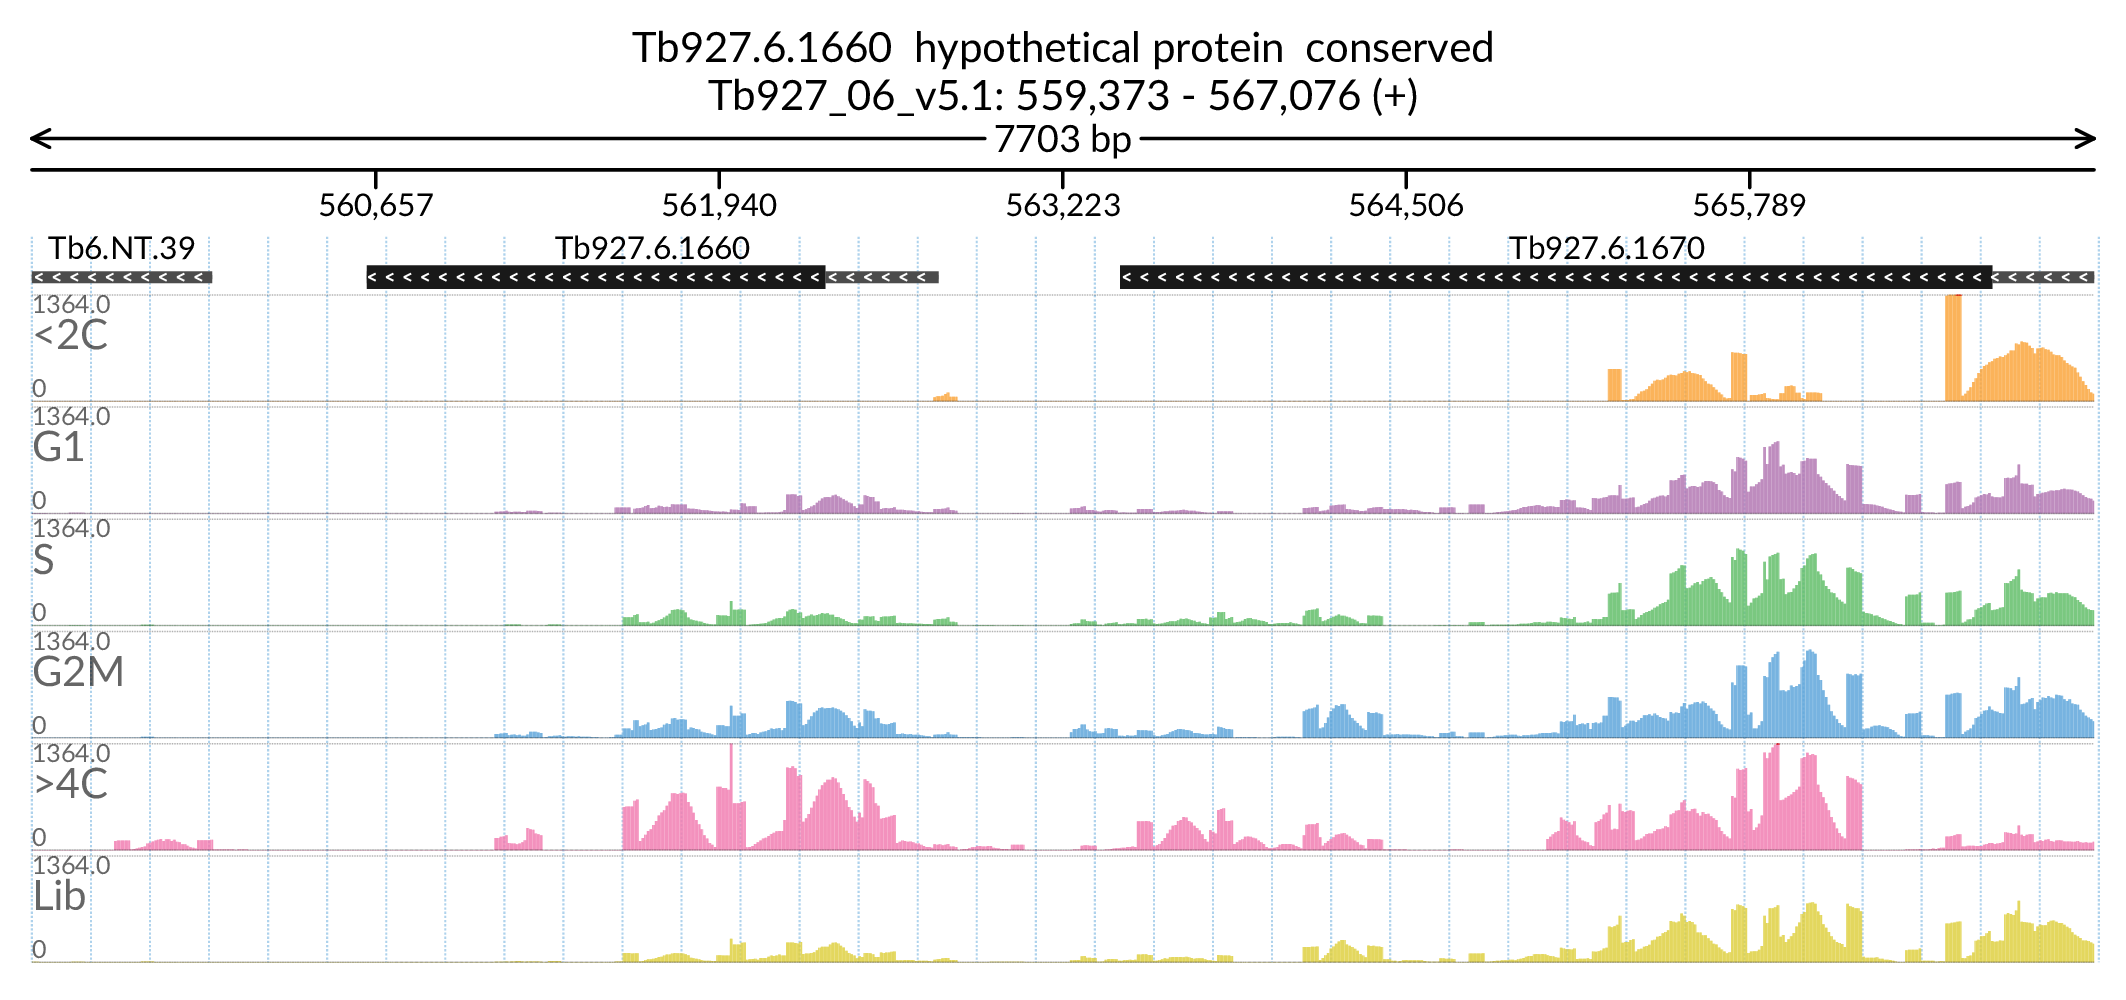 Tb927.6.1660  hypothetical protein  conserved
Tb927_06_v5.1: 559,373 - 567,076 (+)
7703 bp
560,657 561,940 563,223 564,506 565,789
Tb6.NT.39 Tb927.6.1660 Tb927.6.1670
1364.0
<2C
0
1364.0
G1
0
1364.0
S
0
1364.0
G2M
0
1364.0
>4C
0
1364.0
Lib
0